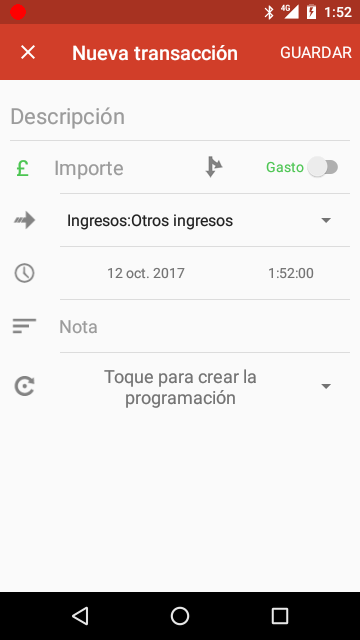 4G 1:52
Nueva transacción GUARDAR
Descripción
£ Importe Gasto
Ingresos:Otros ingresos
12 oct. 2017 1:52:00
Nota
Toque para crear la
programación